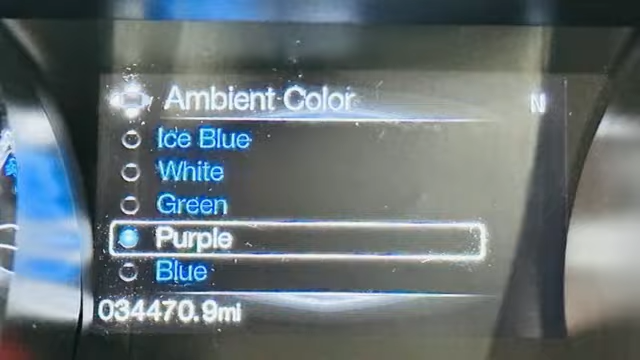 Ambient Color N
Ice Blue
White
Green
Purple
Blue
034470.9mi